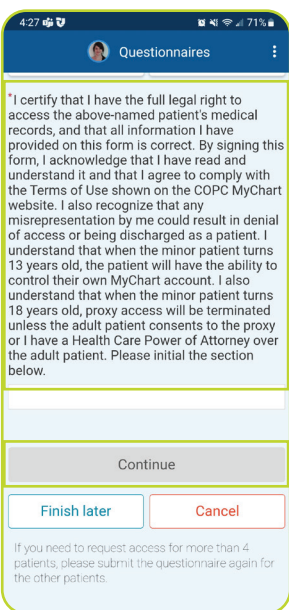 4:27 71%
Questionnaires
*I certify that I have the full legal right to
access the above-named patient's medical
records, and that all information I have
provided on this form is correct. By signing this
form, I acknowledge that I have read and
understand it and that I agree to comply with
the Terms of Use shown on the COPC MyChart
website. I also recognize that any
misrepresentation by me could result in denial
of access or being discharged as a patient. I
understand that when the minor patient turns
13 years old, the patient will have the ability to
control their own MyChart account. I also
understand that when the minor patient turns
18 years old, proxy access will be terminated
unless the adult patient consents to the proxy
or I have a Health Care Power of Attorney over
the adult patient. Please initial the section
below.
Continue
Finish later Cancel
If you need to request access for more than 4
patients, please submit the questionnaire again for
the other patients.